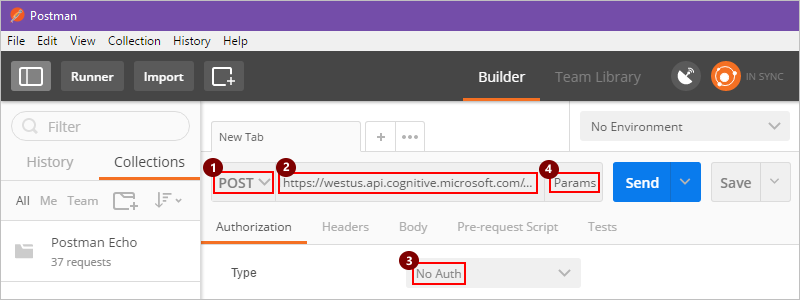 Postman
File Edit View Collection History Help
Runner Import Builder Team Library IN SYNC
Filter
New Tab + ••• No Environment
History Collections
1 2 4
POST https://westus.api.cognitive.microsoft.com/... Params Send Save
All Me Team
Authorization Headers Body Pre-request Script Tests
Postman Echo
37 requests
3
Type No Auth